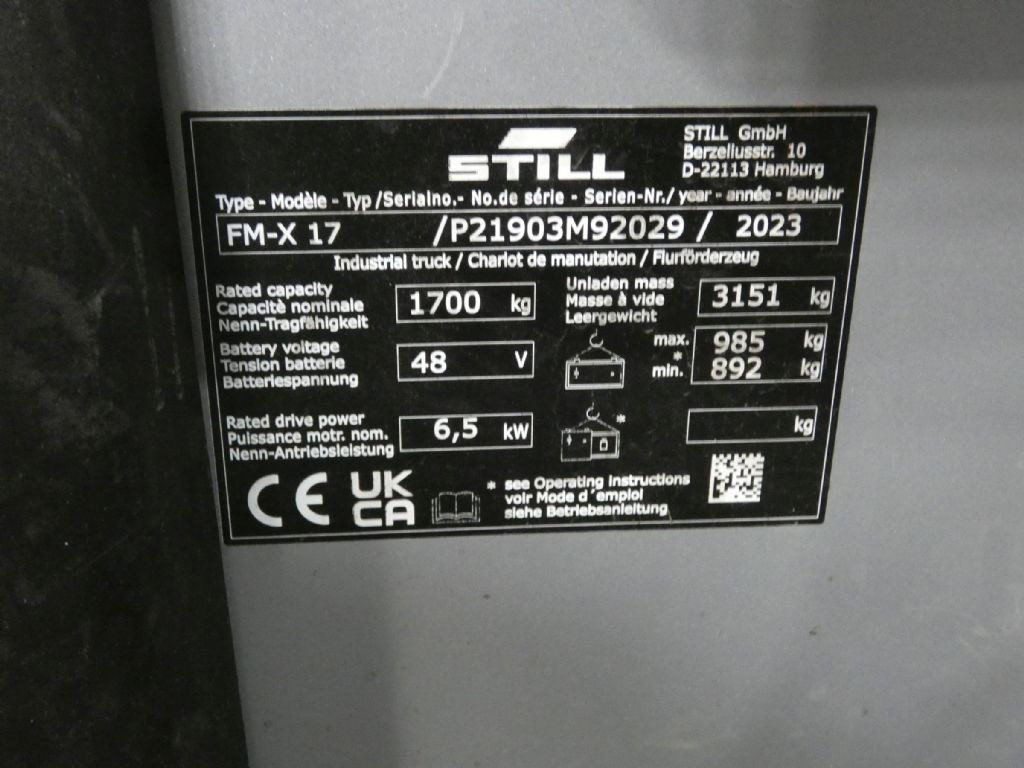 STILL
STILL GmbH
Berzeliusstr. 10
D-22113 Hamburg
Type - Modèle - Typ /Serialno.- No.de série - Serien-Nr./ year - année - Baujahr
FM-X 17 /P21903M92029 / 2023
Industrial truck / Chariot de manutation / Flurförderzeug
Rated capacity
Capacitè nominale
Nenn-Tragfähigkeit
1700 kg
Unladen mass
Masse à vide
Leergewicht
3151 kg
Battery voltage
Tension batterie
Batteriespannung
48 V
max. 985 kg
*
min. 892 kg
Rated drive power
Puissance motr. nom.
Nenn-Antriebsleistung
6,5 kW
* kg
CE UK
CA
* see Operating Instructions
voir Mode d´emploi
siehe Betriebsanleitung